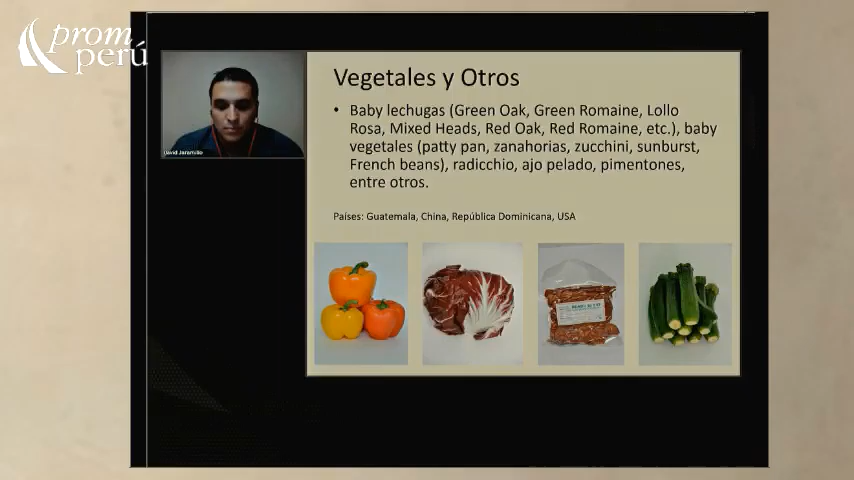 prom
perú
David Jaramillo
Vegetales y Otros
• Baby lechugas (Green Oak, Green Romaine, Lollo
Rosa, Mixed Heads, Red Oak, Red Romaine, etc.), baby
vegetales (patty pan, zanahorias, zucchini, sunburst,
French beans), radicchio, ajo pelado, pimentones,
entre otros.
Países: Guatemala, China, República Dominicana, USA